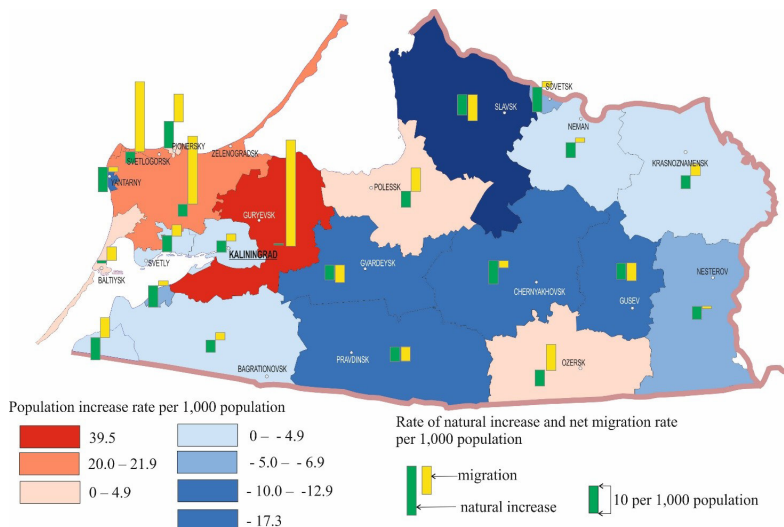 SOVETSK
SLAVSK
NEMAN
PIONERSKY
SVETLOGORSK
ZELENOGRADSK
KRASNOZNAMENSK
YANTARNY
POLESSK
GURYEVSK
KALININGRAD
SVETLY
GVARDEYSK
BALTIYSK
NESTEROV
CHERNYAKHOVSK
GUSEV
PRAVDINSK
OZERSK
BAGRATIONOVSK
Population increase rate per 1,000 population
39.5
20.0 – 21.9
0 – 4.9
0 – - 4.9
- 5.0 – - 6.9
- 10.0 – -12.9
- 17.3
Rate of natural increase and net migration rate
per 1,000 population
migration
natural increase
10 per 1,000 population